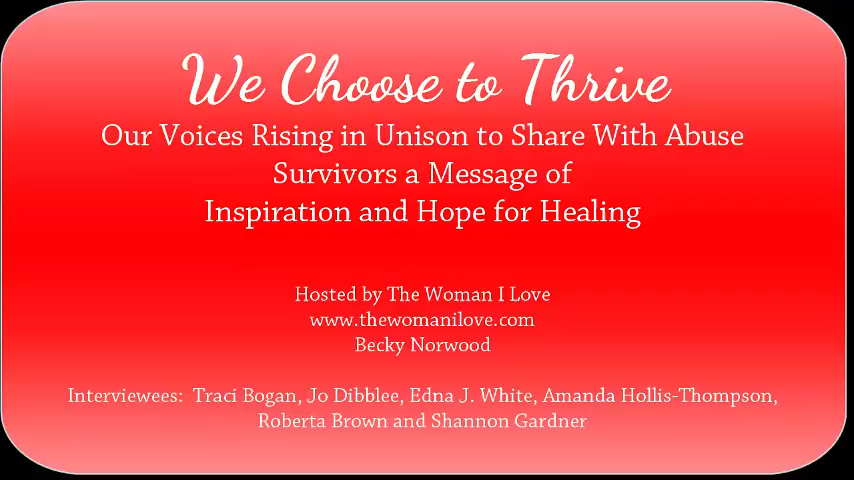 We Choose to Thrive
Our Voices Rising in Unison to Share With Abuse
Survivors a Message of
Inspiration and Hope for Healing
Hosted by The Woman I Love
www.thewomanilove.com
Becky Norwood
Interviewees:  Traci Bogan, Jo Dibblee, Edna J. White, Amanda Hollis-Thompson,
Roberta Brown and Shannon Gardner